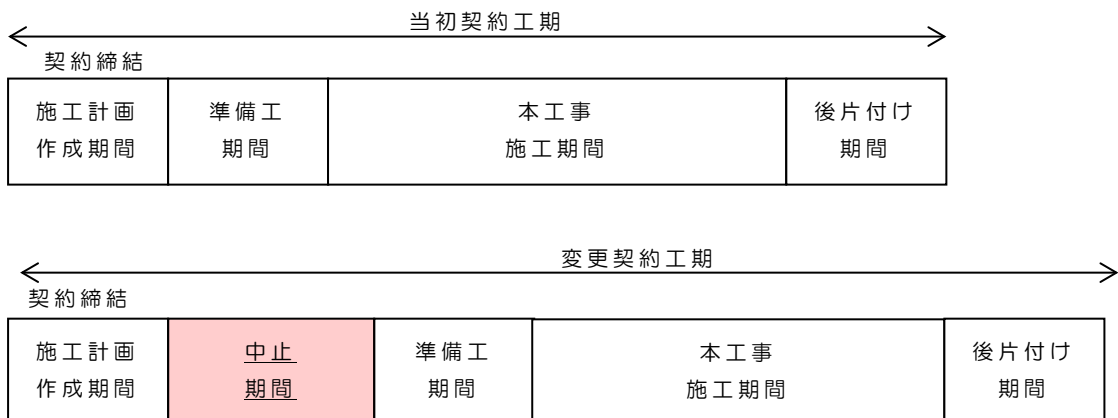 当初契約工期
契約締結
施工計画
作成期間
準備工
期間
本工事
施工期間
後片付け
期間
変更契約工期
契約締結
施工計画
作成期間
中止
期間
準備工
期間
本工事
施工期間
後片付け
期間